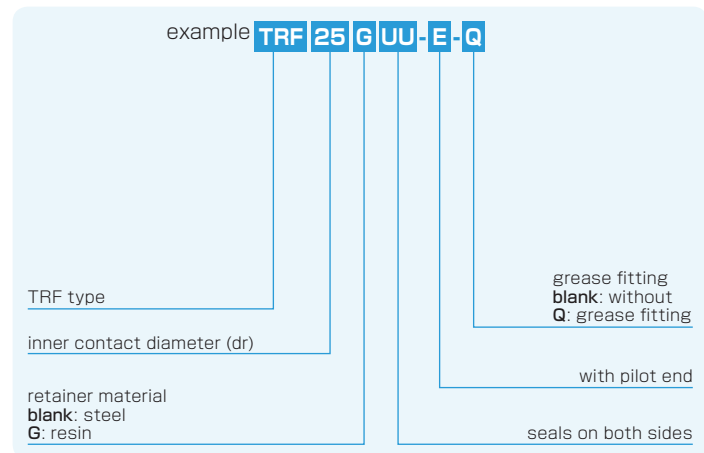 example TRF 25 G UU-E-Q
TRF type
inner contact diameter (dr)
retainer material
blank: steel
G: resin
grease fitting
blank: without
Q: grease fitting
with pilot end
seals on both sides